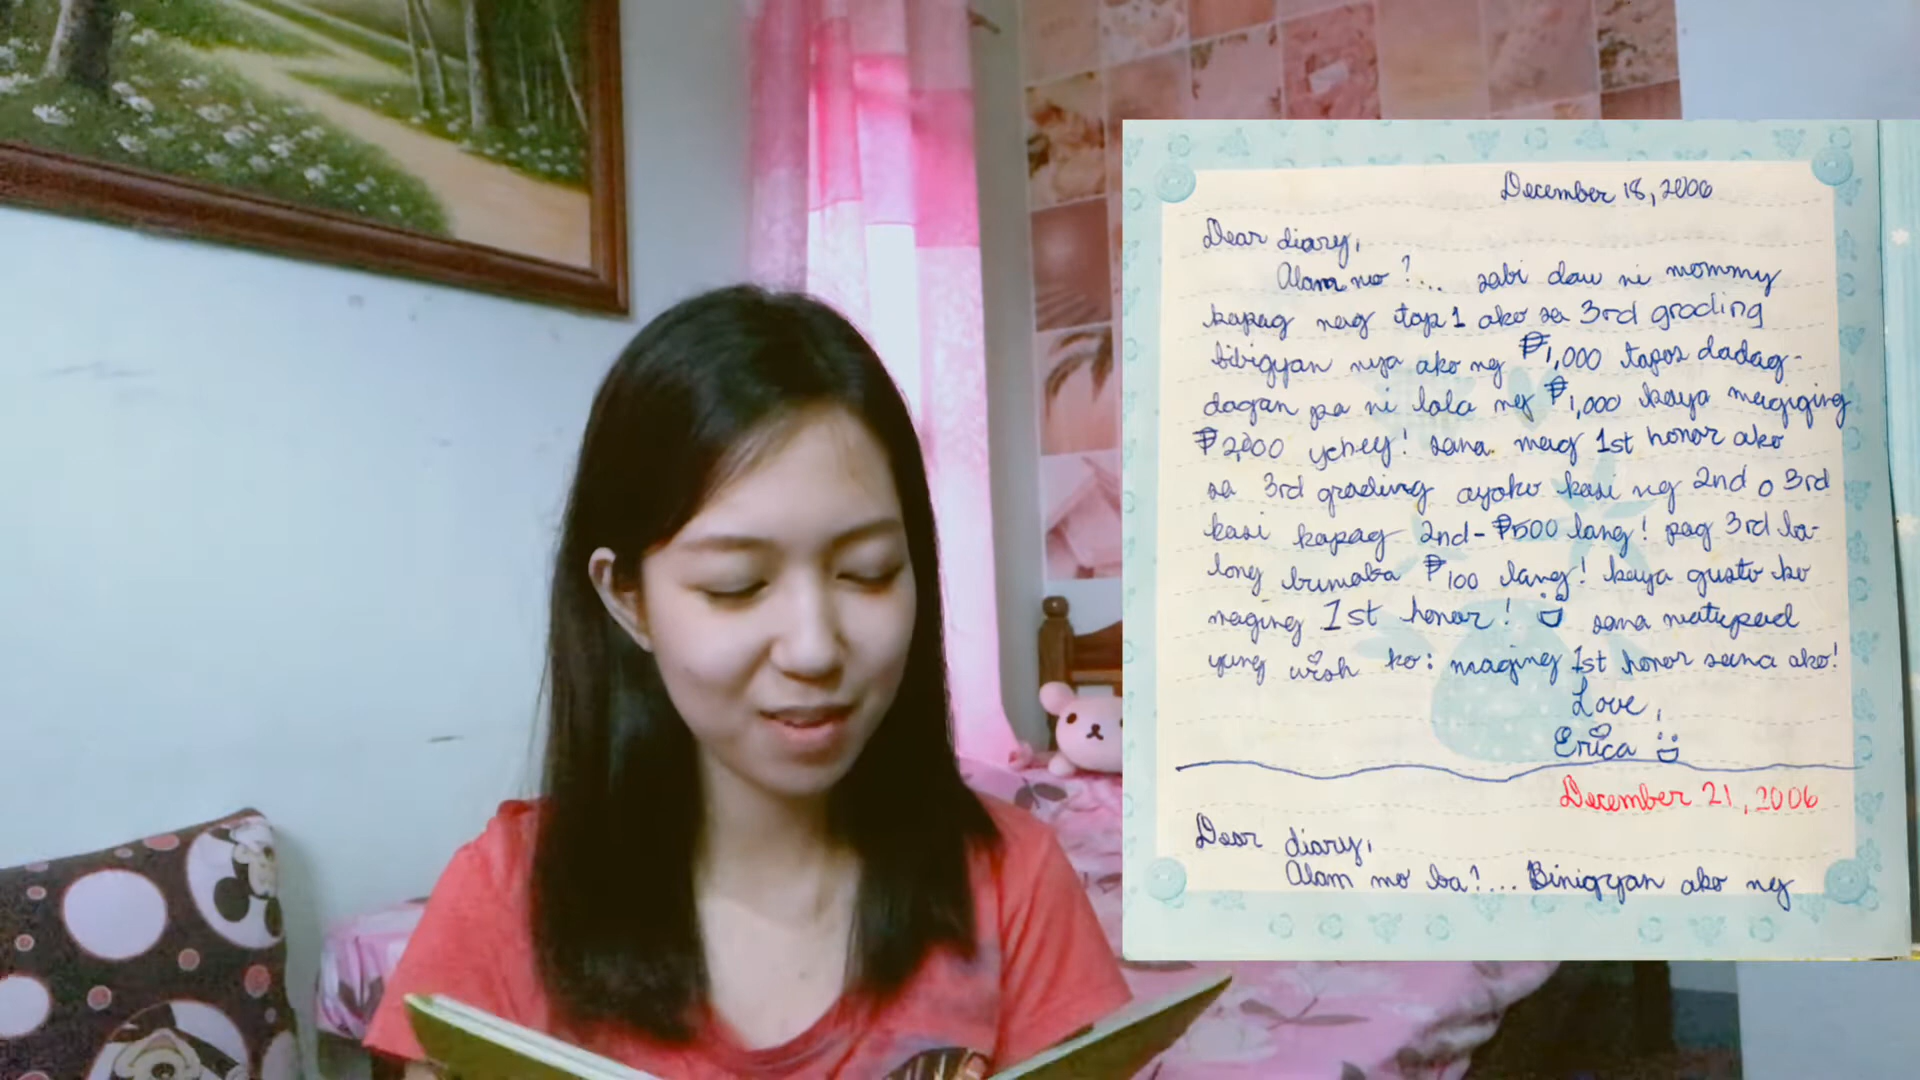 December 18, 2006
Dear diary,
Alam mo?... sabi daw ni mommy
kapag nag top 1 ako sa 3rd grading
bibigyan nya ako ng ₱1,000 tapos dadag-
dagan pa ni lola ng ₱1,000 kaya magiging
₱2,000 yehey! sana mag 1st honor ako
sa 3rd grading ayoko kasi ng 2nd o 3rd
kasi kapag 2nd - ₱500 lang! pag 3rd la-
long bumaba ₱100 lang! kaya gusto ko
maging 1st honor! sana matupad
yung wish ko: maging 1st honor sana ako!
Love,
Erica
December 21, 2006
Dear diary,
Alam mo ba?... Binigyan ako ng